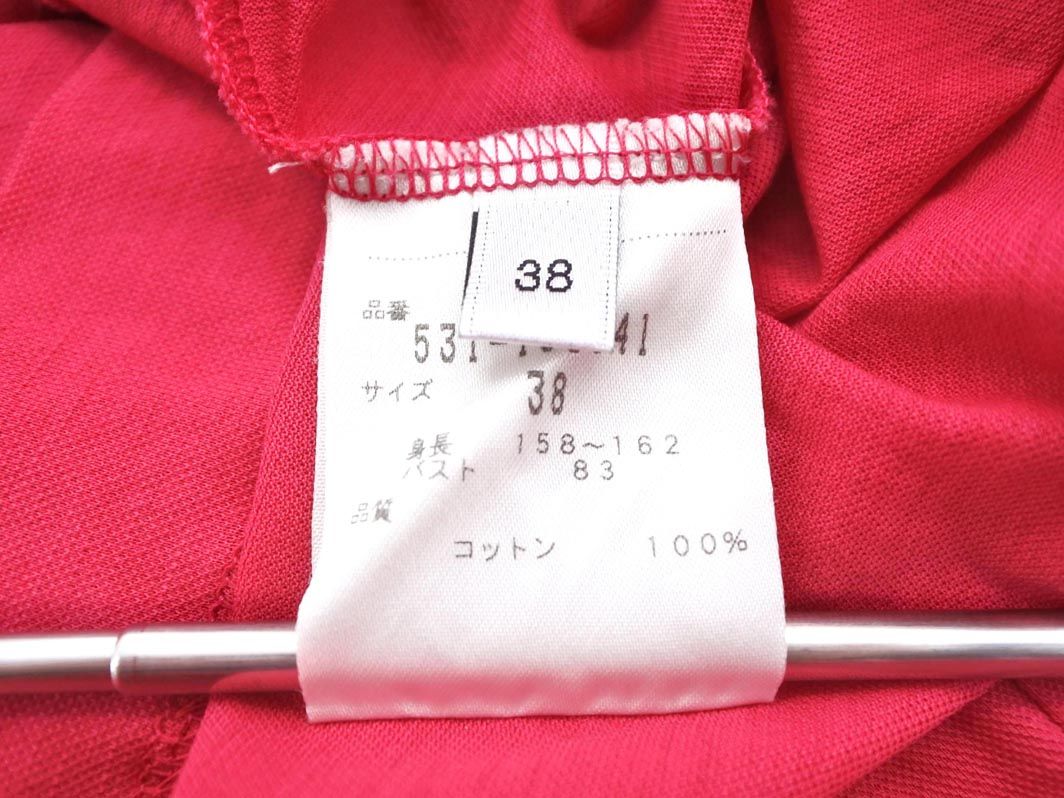 38
品番
サイズ 38
身長 158～162
バスト 83
品質
コットン 100%